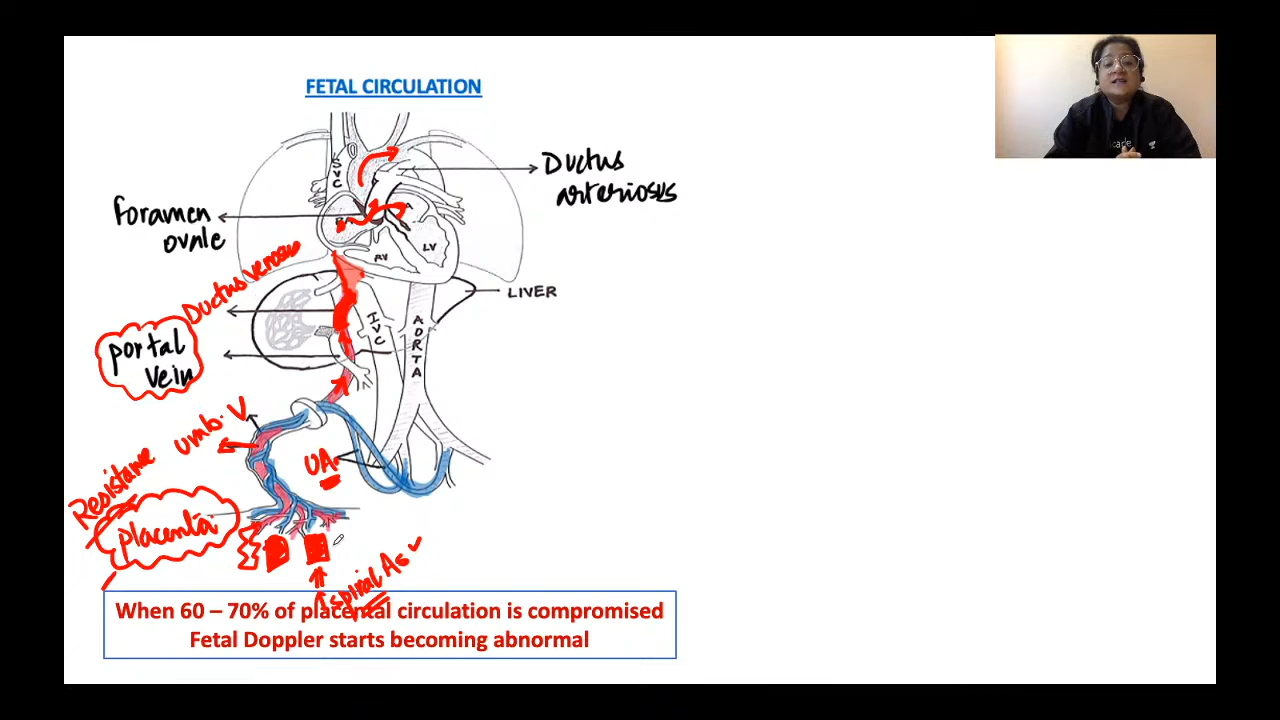 FETAL CIRCULATION
SVC
Ductus
arteriosus
foramen
ovale
RA
A
LV
RV
Ductus venosus
LIVER
IVC
AORTA
portal
vein
umb. V
Resistance
UA
placenta
spiral As
When 60 – 70% of placental circulation is compromised
Fetal Doppler starts becoming abnormal